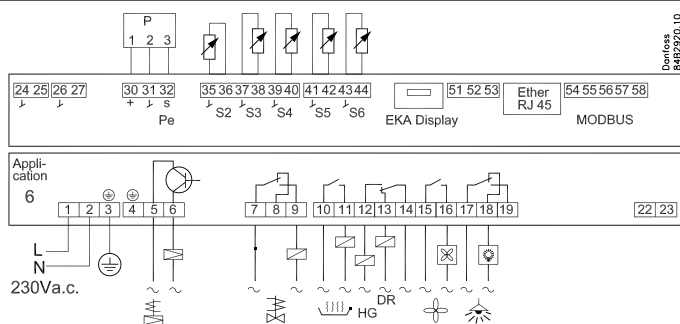 Danfoss
84B2920.10
P
1 2 3
24 25 26 27 30 31 32 35 36 37 38 39 40 41 42 43 44 51 52 53 Ether RJ 45 54 55 56 57 58
+ s S2 S3 S4 S5 S6
Pe EKA Display MODBUS
Appli-
cation
6
1 2 3 4 5 6 7 8 9 10 11 12 13 14 15 16 17 18 19 22 23
L
N
230Va.c.
HG DR